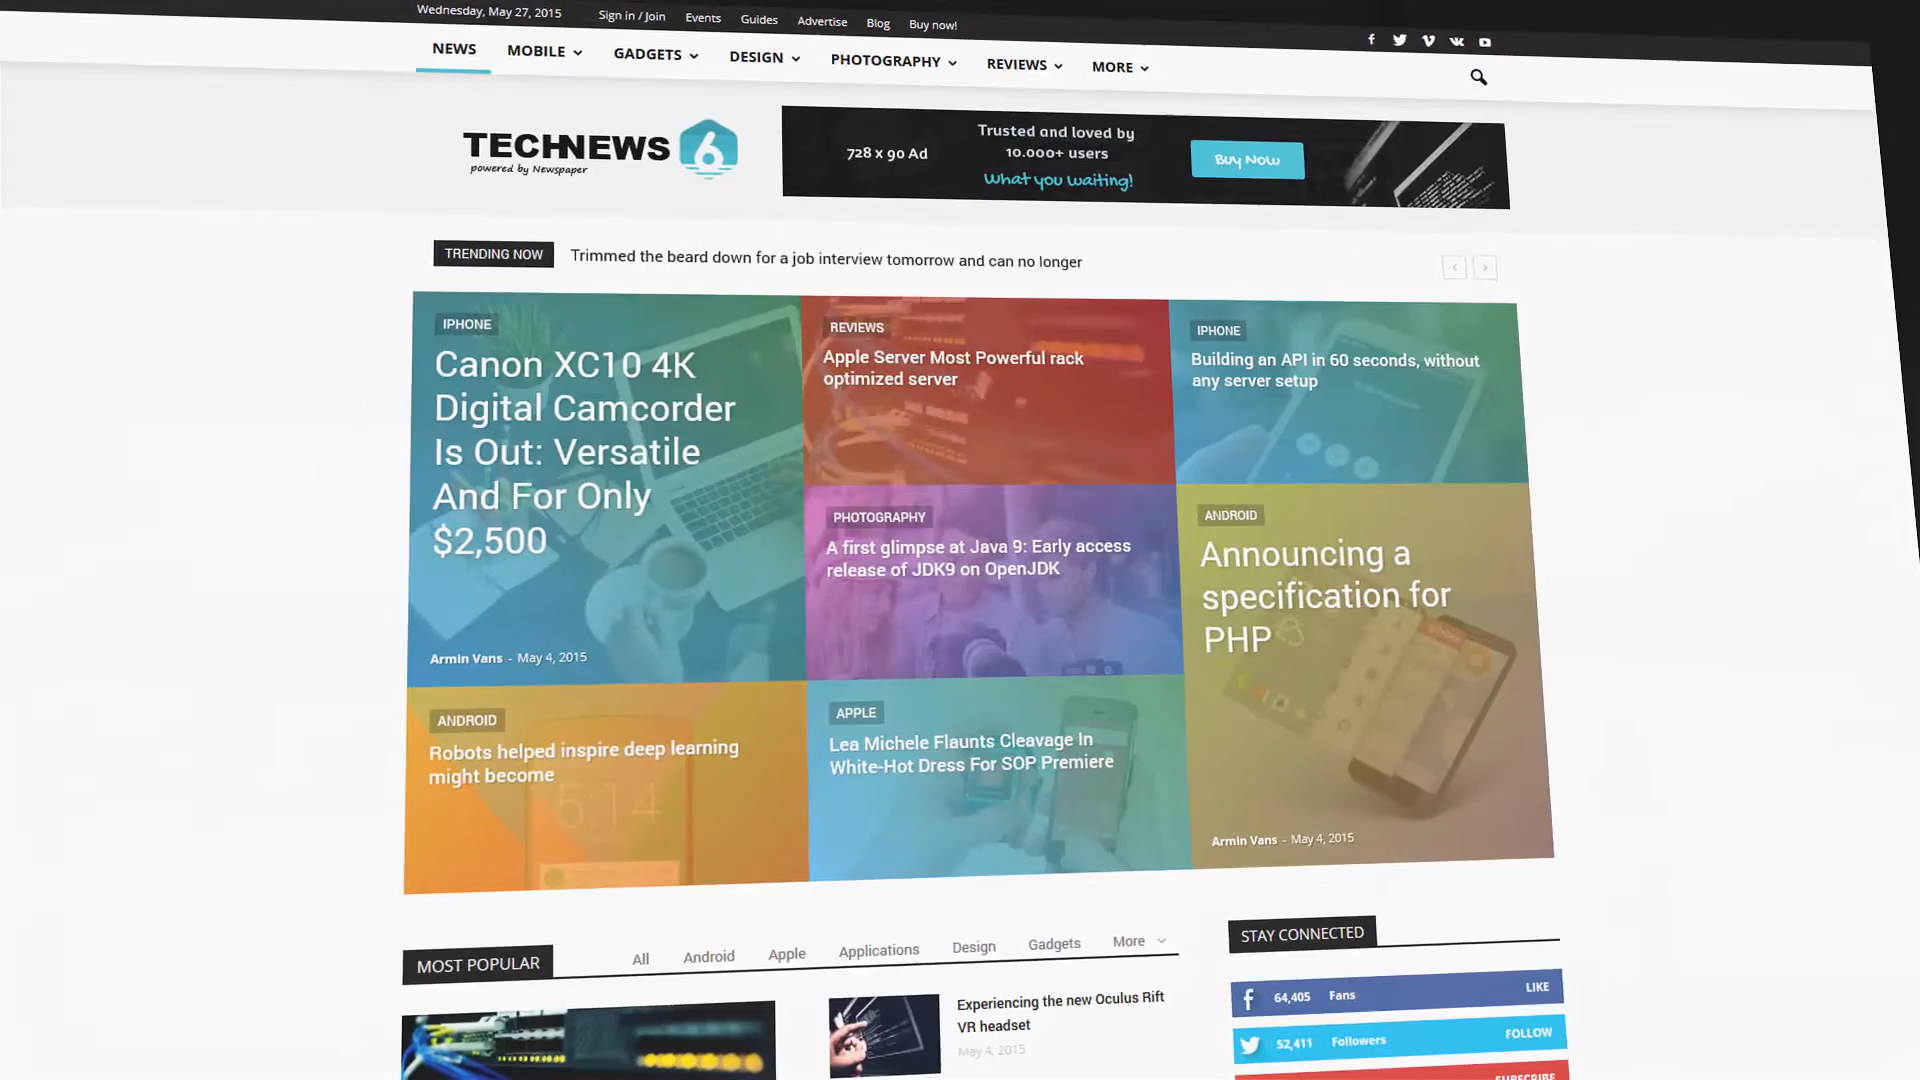 Wednesday, May 27, 2015 Sign in / Join Events Guides Advertise Blog Buy now!
NEWS MOBILE GADGETS DESIGN PHOTOGRAPHY REVIEWS MORE
TECHNEWS 6
powered by Newspaper
728 x 90 Ad
Trusted and loved by
10.000+ users
What you waiting!
Buy Now
TRENDING NOW Trimmed the beard down for a job interview tomorrow and can no longer
IPHONE
Canon XC10 4K
Digital Camcorder
Is Out: Versatile
And For Only
$2,500
Armin Vans - May 4, 2015
REVIEWS
Apple Server Most Powerful rack
optimized server
IPHONE
Building an API in 60 seconds, without
any server setup
PHOTOGRAPHY
A first glimpse at Java 9: Early access
release of JDK9 on OpenJDK
ANDROID
Announcing a
specification for
PHP
Armin Vans - May 4, 2015
ANDROID
Robots helped inspire deep learning
might become
5:14
APPLE
Lea Michele Flaunts Cleavage In
White-Hot Dress For SOP Premiere
MOST POPULAR All Android Apple Applications Design Gadgets More
Experiencing the new Oculus Rift
VR headset
May 4, 2015
STAY CONNECTED
64,405 Fans LIKE
52,411 Followers FOLLOW
SUBSCRIBE